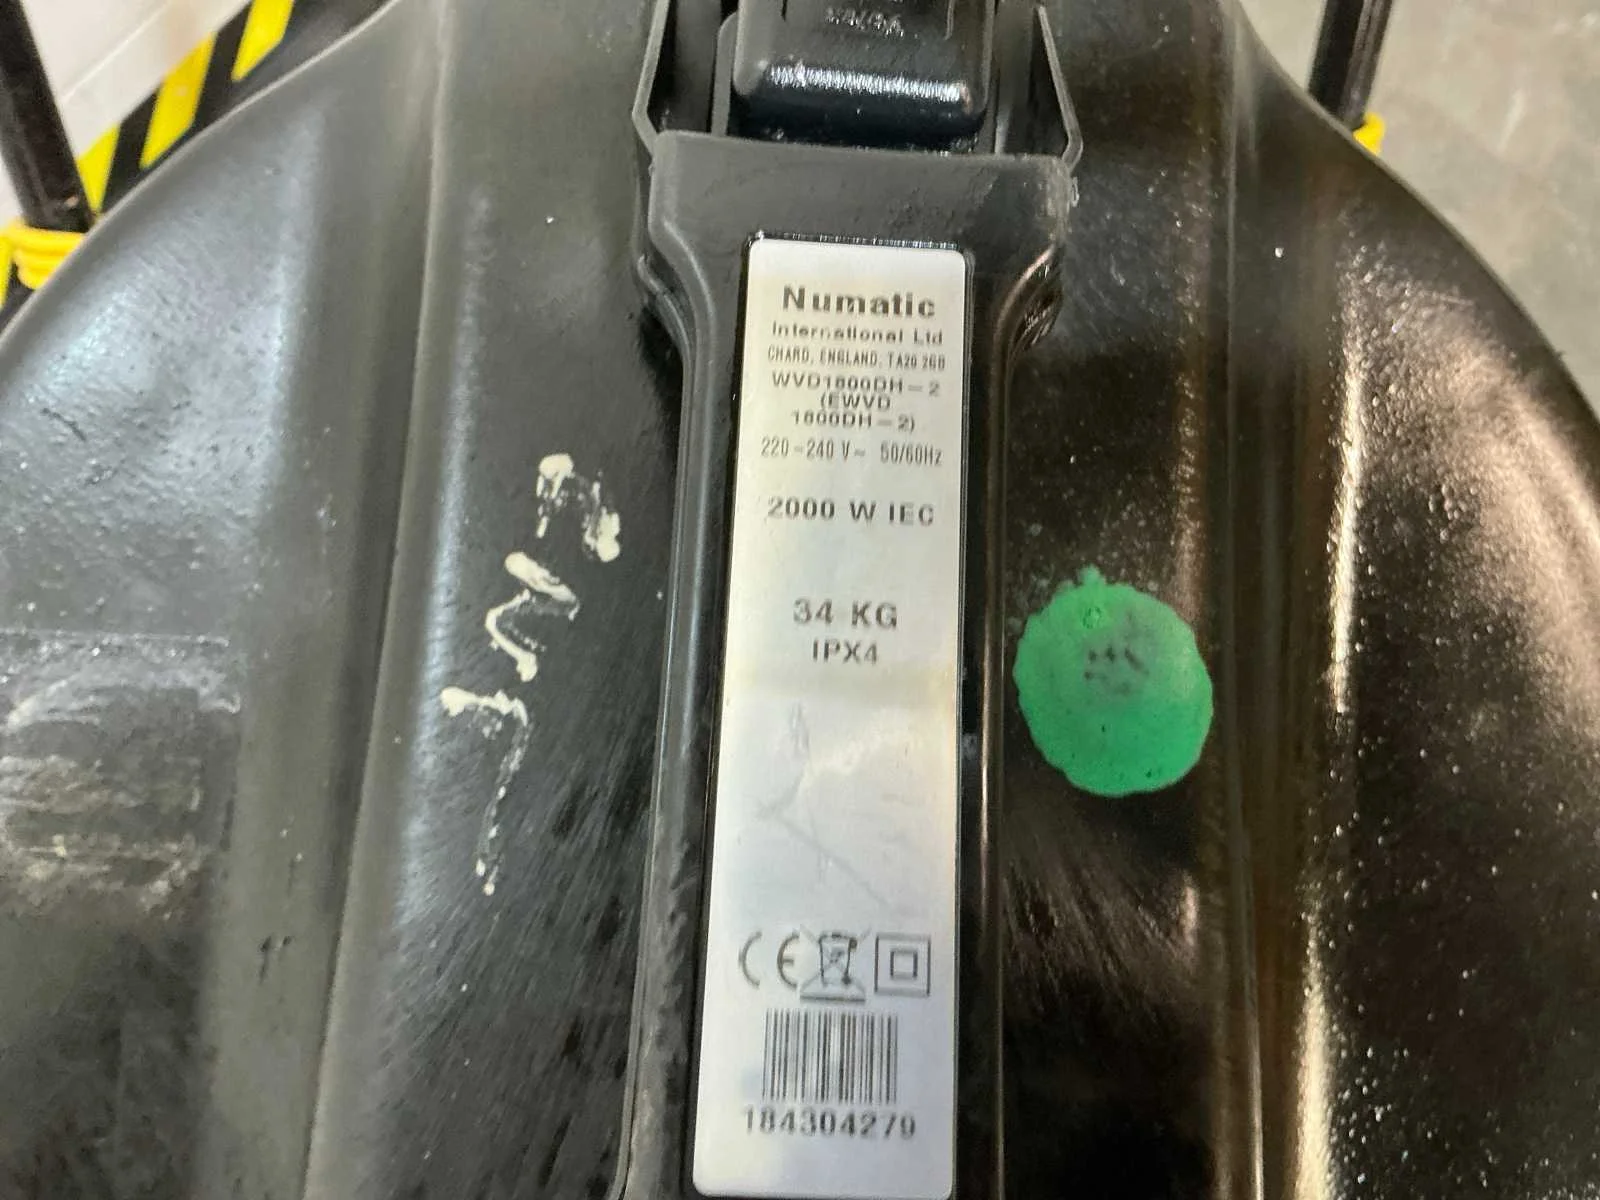 Numatic
International Ltd
CHARD, ENGLAND. TA20 2GB
WVD1800DH-2
(EWVD
1800DH-2)
220-240 V~ 50/60Hz
2000 W IEC
34 KG
IPX4
CE
184304279